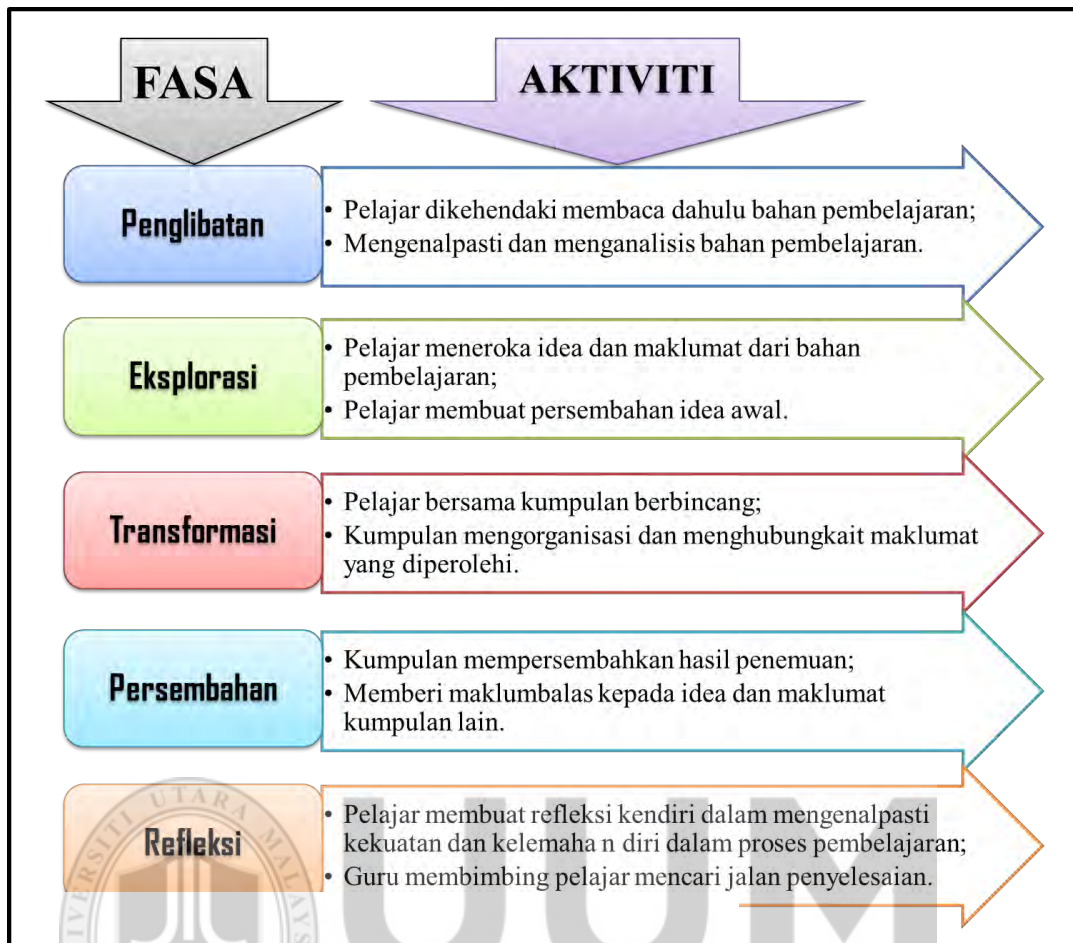 FASA
AKTIVITI
Penglibatan
• Pelajar dikehendaki membaca dahulu bahan pembelajaran;
• Mengenalpasti dan menganalisis bahan pembelajaran.
Eksplorasi
• Pelajar meneroka idea dan maklumat dari bahan
pembelajaran;
• Pelajar membuat persembahan idea awal.
Transformasi
• Pelajar bersama kumpulan berbincang;
• Kumpulan mengorganisasi dan menghubungkait maklumat
yang diperolehi.
Persembahan
• Kumpulan mempersembahkan hasil penemuan;
• Memberi maklumbalas kepada idea dan maklumat
kumpulan lain.
Refleksi
• Pelajar membuat refleksi kendiri dalam mengenalpasti
kekuatan dan kelemaha n diri dalam proses pembelajaran;
• Guru membimbing pelajar mencari jalan penyelesaian.
UTARA
UUM